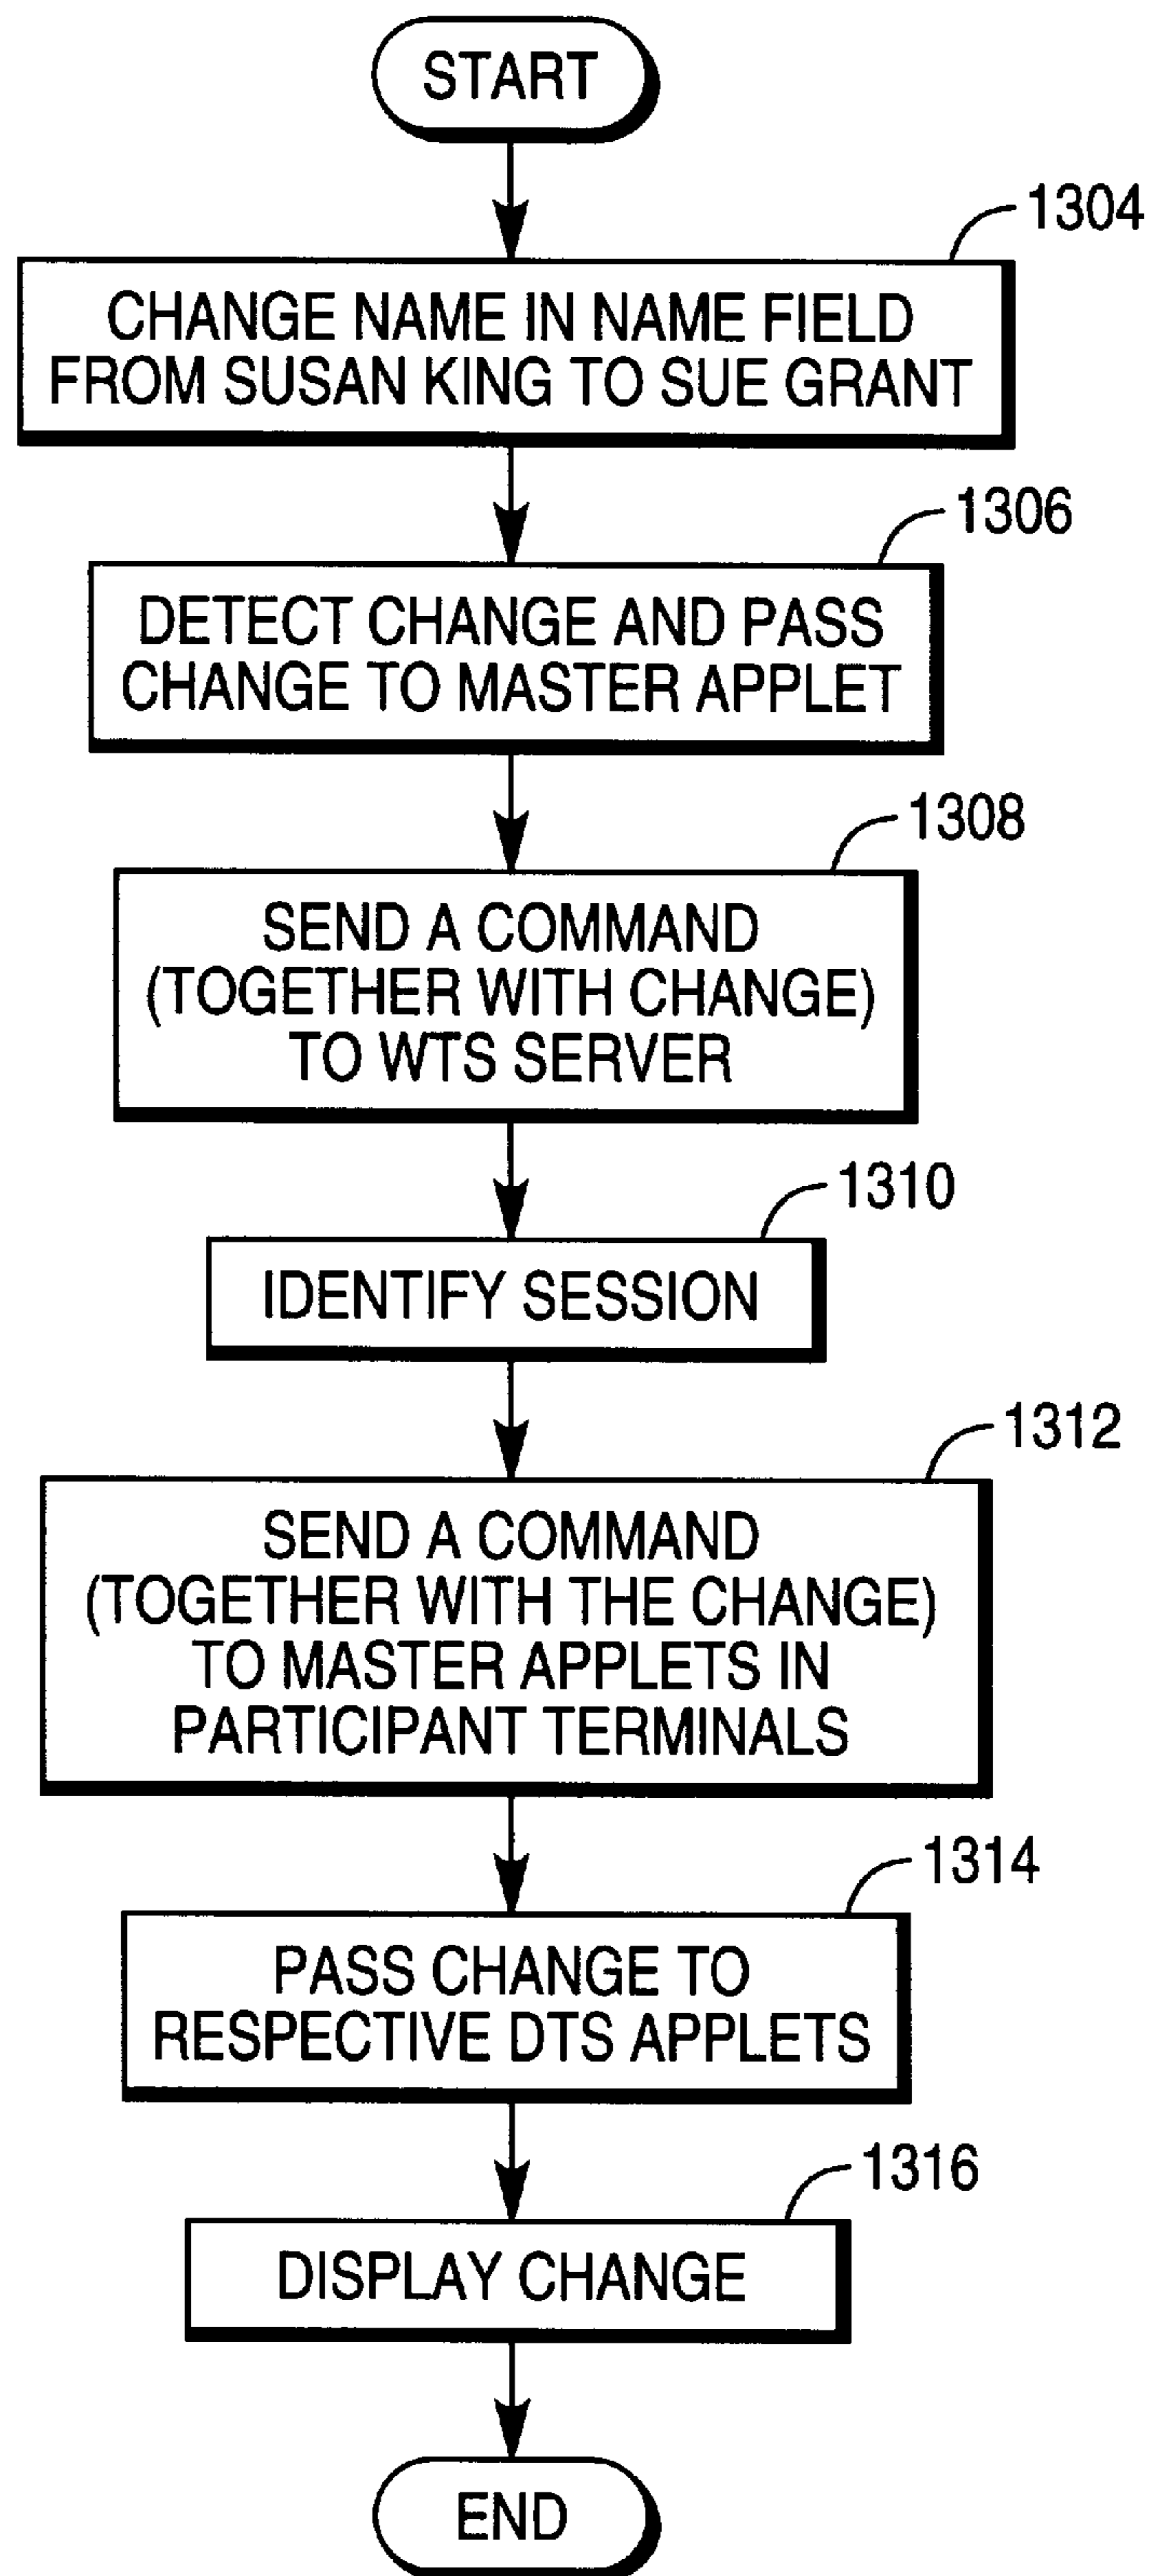 START
1304
CHANGE NAME IN NAME FIELD
FROM SUSAN KING TO SUE GRANT
1306
DETECT CHANGE AND PASS
CHANGE TO MASTER APPLET
1308
SEND A COMMAND
(TOGETHER WITH CHANGE)
TO WTS SERVER
1310
IDENTIFY SESSION
1312
SEND A COMMAND
(TOGETHER WITH THE CHANGE)
TO MASTER APPLETS IN
PARTICIPANT TERMINALS
1314
PASS CHANGE TO
RESPECTIVE DTS APPLETS
1316
DISPLAY CHANGE
END